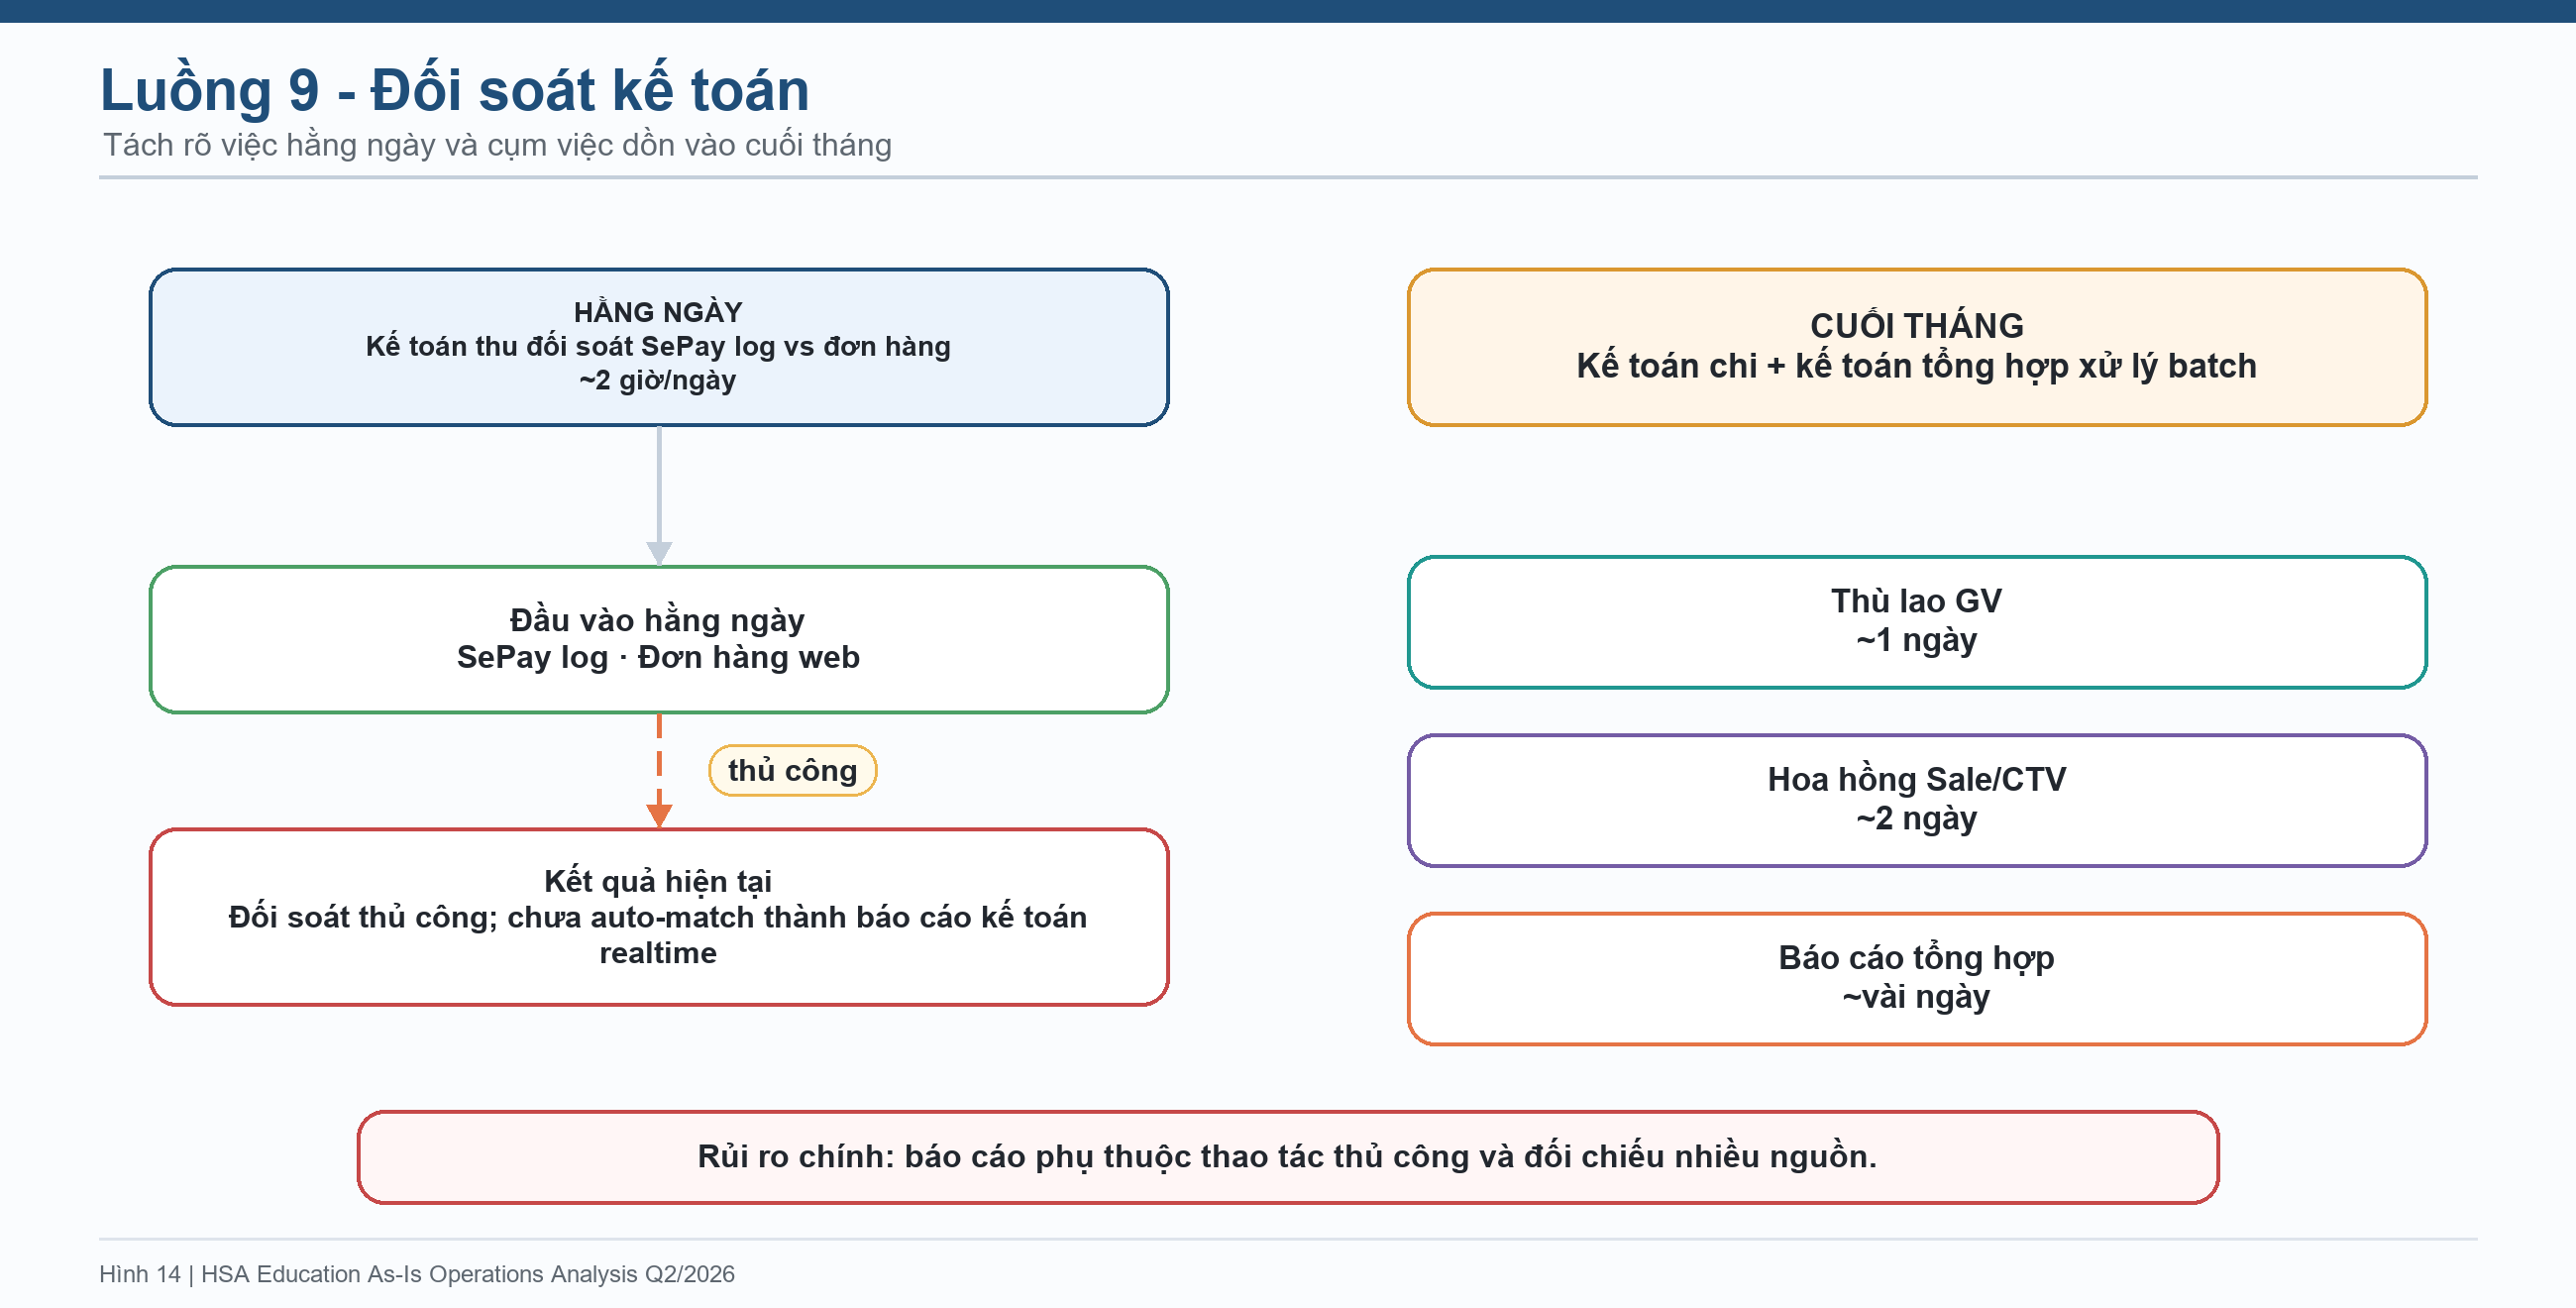 Luồng 9 - Đối soát kế toán
Tách rõ việc hằng ngày và cụm việc dồn vào cuối tháng
HẰNG NGÀY
Kế toán thu đối soát SePay log vs đơn hàng
~2 giờ/ngày
Đầu vào hằng ngày
SePay log · Đơn hàng web
thủ công
Kết quả hiện tại
Đối soát thủ công; chưa auto-match thành báo cáo kế toán
realtime
CUỐI THÁNG
Kế toán chi + kế toán tổng hợp xử lý batch
Thù lao GV
~1 ngày
Hoa hồng Sale/CTV
~2 ngày
Báo cáo tổng hợp
~vài ngày
Rủi ro chính: báo cáo phụ thuộc thao tác thủ công và đối chiếu nhiều nguồn.
Hình 14 | HSA Education As-Is Operations Analysis Q2/2026